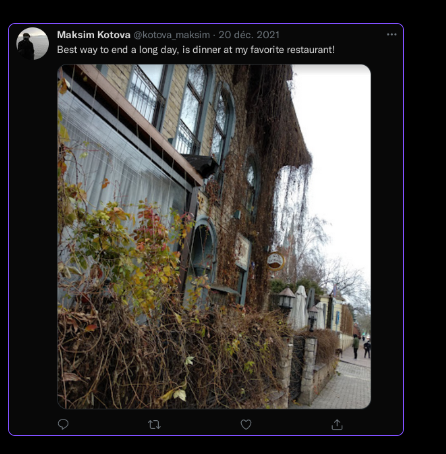 Maksim Kotova @kotova_maksim · 20 déc. 2021
Best way to end a long day, is dinner at my favorite restaurant!